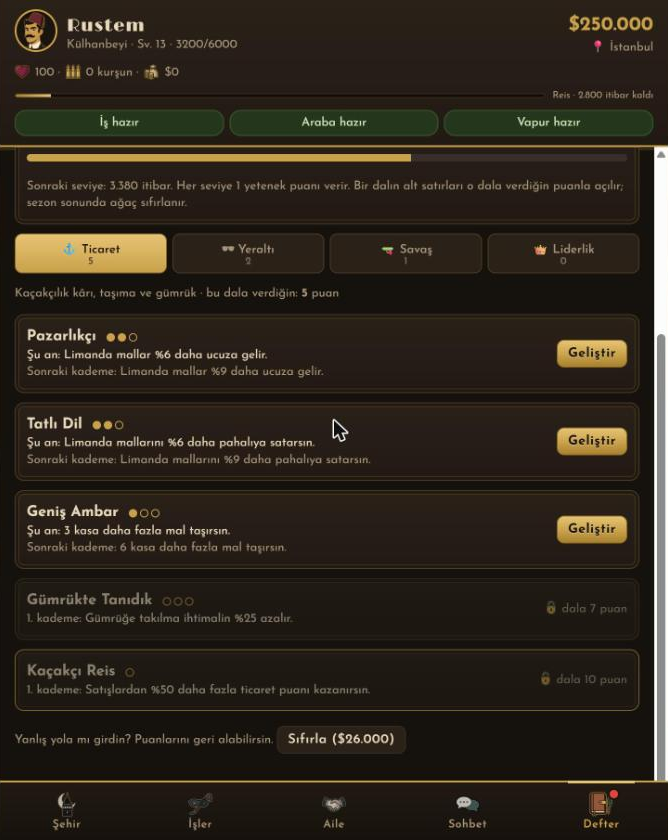 Rustem
$250.000
Külhanbeyi · Sv. 13 · 3200/6000
İstanbul
100 · 0 kurşun · $0
Reis · 2.800 itibar kaldı
İş hazır
Araba hazır
Vapur hazır
Sonraki seviye: 3.380 itibar. Her seviye 1 yetenek puanı verir. Bir dalın alt satırları o dala verdiğin puanla açılır;
sezon sonunda ağaç sıfırlanır.
Ticaret
5
Yeraltı
2
Savaş
1
Liderlik
0
Kaçakçılık kârı, taşıma ve gümrük · bu dala verdiğin: 5 puan
Pazarlıkçı
Şu an: Limanda mallar %6 daha ucuza gelir.
Sonraki kademe: Limanda mallar %9 daha ucuza gelir.
Geliştir
Tatlı Dil
Şu an: Limanda mallarını %6 daha pahalıya satarsın.
Sonraki kademe: Limanda mallarını %9 daha pahalıya satarsın.
Geliştir
Geniş Ambar
Şu an: 3 kasa daha fazla mal taşırsın.
Sonraki kademe: 6 kasa daha fazla mal taşırsın.
Geliştir
Gümrükte Tanıdık
1. kademe: Gümrüğe takılma ihtimalin %25 azalır.
dala 7 puan
Kaçakçı Reis
1. kademe: Satışlardan %50 daha fazla ticaret puanı kazanırsın.
dala 10 puan
Yanlış yola mı girdin? Puanlarını geri alabilirsin. Sıfırla ($26.000)
Şehir
İşler
Aile
Sohbet
Defter